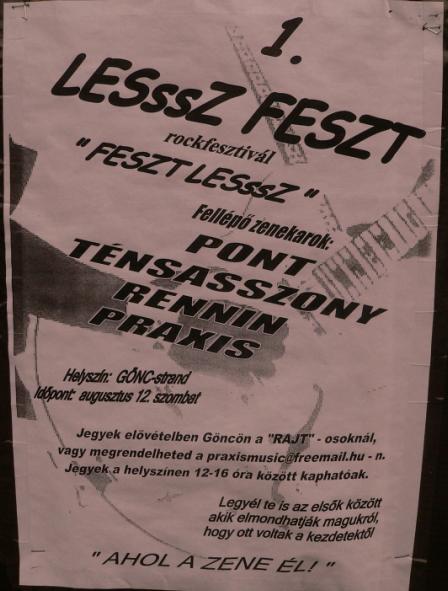 1.
LESssZ FESZT
rockfesztivál
" FESZT LESssZ "
Fellépő zenekarok:
PONT
TÉNSASSZONY
RENNIN
PRAXIS
Helyszín: GÖNC-strand
Időpont: augusztus 12. szombat
Jegyek elővételben Göncön a "RAJT" - osoknál,
vagy megrendelheted a praxismusic@freemail.hu - n.
Jegyek a helyszínen 12-16 óra között kaphatóak.
Legyél te is az elsők között
akik elmondhatják magukról,
hogy ott voltak a kezdetektől
" AHOL A ZENE ÉL! "